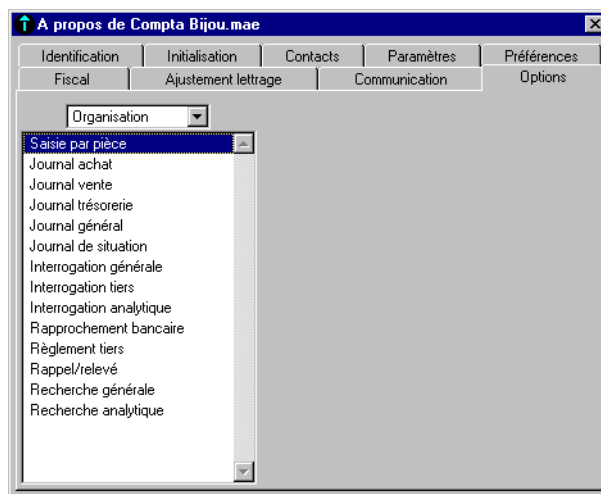 A propos de Compta Bijou.mae
Identification Initialisation Contacts Paramètres Préférences
Fiscal Ajustement lettrage Communication Options
Organisation
Saisie par pièce
Journal achat
Journal vente
Journal trésorerie
Journal général
Journal de situation
Interrogation générale
Interrogation tiers
Interrogation analytique
Rapprochement bancaire
Règlement tiers
Rappel/relevé
Recherche générale
Recherche analytique